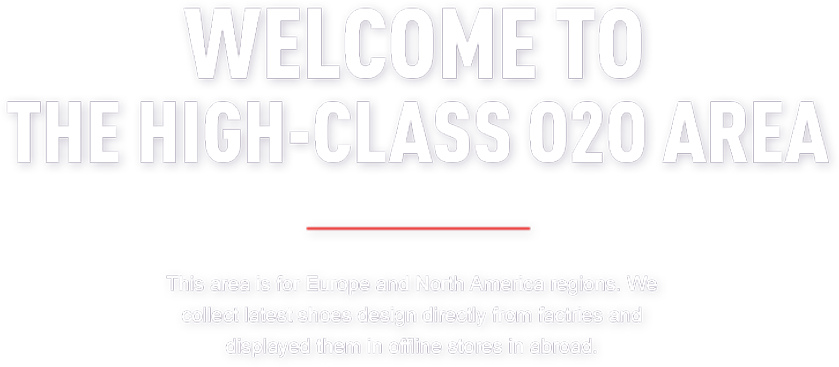 WELCOME TO
THE HIGH-CLASS O2O AREA
This area is for Europe and North America regions. We
collect latest shoes design directly from factries and
displayed them in offline stores in abroad.